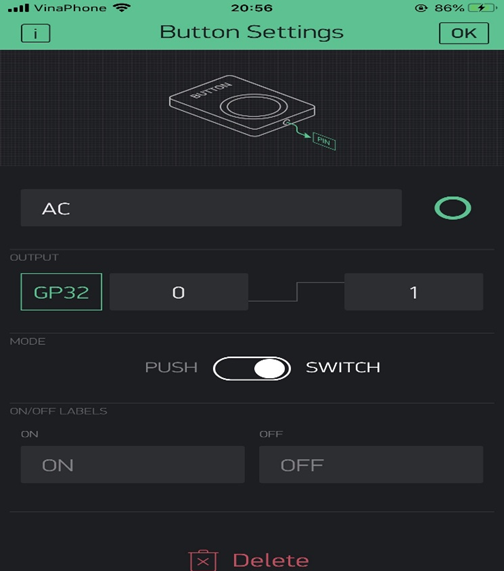 VinaPhone 20:56 86%
i Button Settings OK
BUTTON
PIN
AC
OUTPUT
GP32 0 1
MODE
PUSH SWITCH
ON/OFF LABELS
ON OFF
ON OFF
Delete